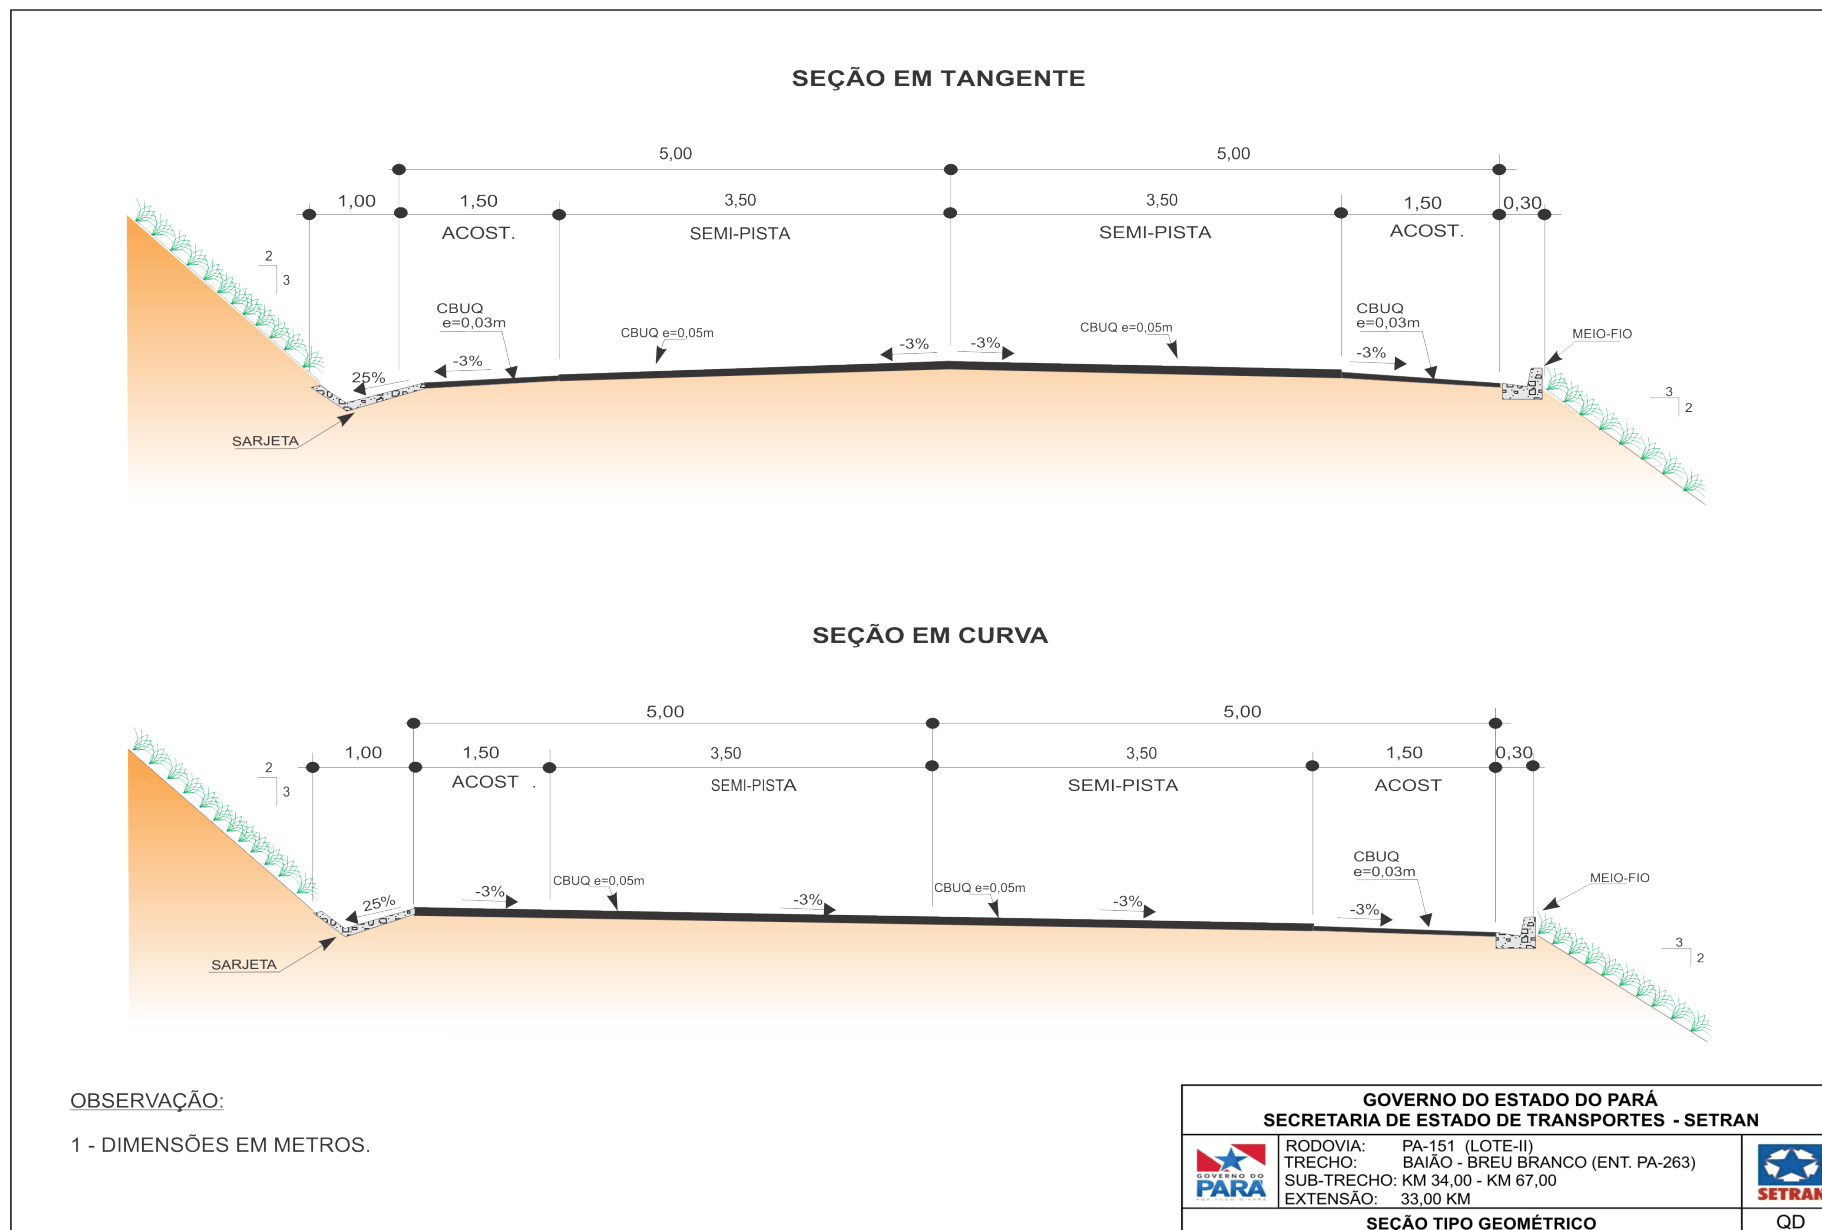 SEÇÃO EM TANGENTE
5,00 5,00
1,00 1,50 3,50 3,50 1,50 0,30
ACOST. SEMI-PISTA SEMI-PISTA ACOST.
2
3
CBUQ
e=0,03m
CBUQ e=0,05m
CBUQ e=0,05m
CBUQ
e=0,03m
MEIO-FIO
-3% -3% -3% -3%
25%
3
2
SARJETA
SEÇÃO EM CURVA
5,00 5,00
1,00 1,50 3,50 3,50 1,50 0,30
ACOST . SEMI-PISTA SEMI-PISTA ACOST
2
3
CBUQ
e=0,03m
CBUQ e=0,05m
CBUQ e=0,05m
MEIO-FIO
-3% -3% -3% -3%
25%
3
2
SARJETA
OBSERVAÇÃO:
1 - DIMENSÕES EM METROS.
GOVERNO DO ESTADO DO PARÁ
SECRETARIA DE ESTADO DE TRANSPORTES - SETRAN
GOVERNO DO
PARÁ
RODOVIA: PA-151 (LOTE-II)
TRECHO: BAIÃO - BREU BRANCO (ENT. PA-263)
SUB-TRECHO: KM 34,00 - KM 67,00
EXTENSÃO: 33,00 KM
SETRAN
SEÇÃO TIPO GEOMÉTRICO
QD